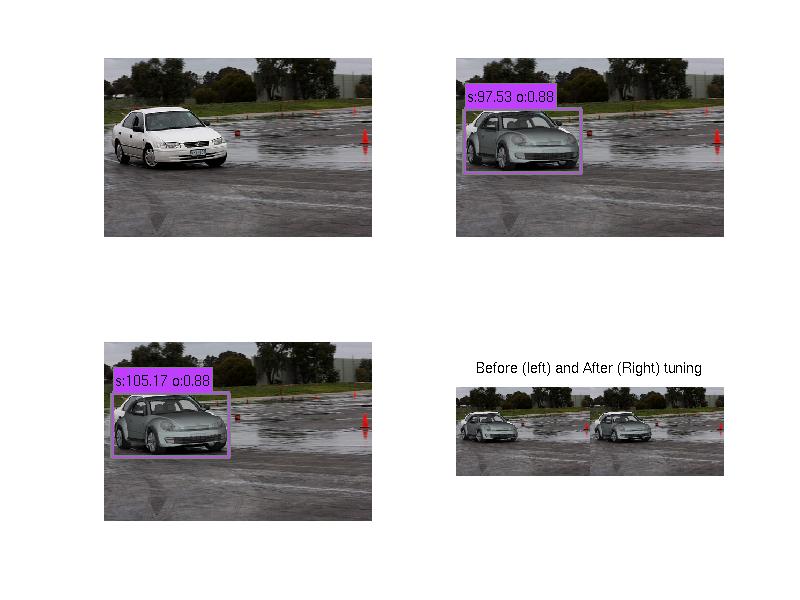 s:97.53 o:0.88
s:105.17 o:0.88
Before (left) and After (Right) tuning